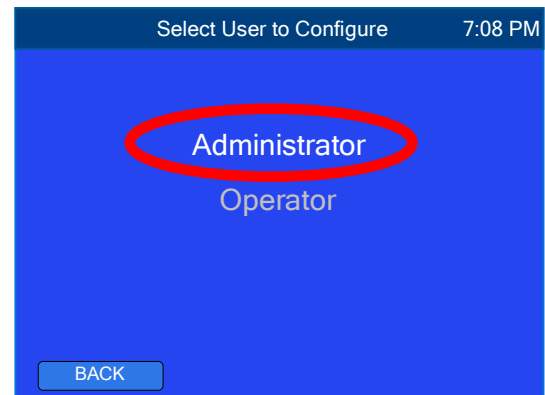 Select User to Configure 7:08 PM
Administrator
Operator
BACK